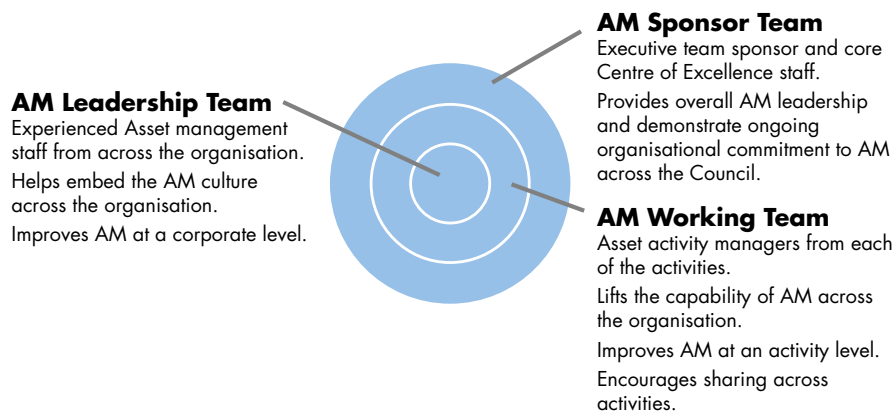 AM Sponsor Team
Executive team sponsor and core
Centre of Excellence staff.
Provides overall AM leadership
and demonstrate ongoing
organisational commitment to AM
across the Council.
AM Leadership Team
Experienced Asset management
staff from across the organisation.
Helps embed the AM culture
across the organisation.
Improves AM at a corporate level.
AM Working Team
Asset activity managers from each
of the activities.
Lifts the capability of AM across
the organisation.
Improves AM at an activity level.
Encourages sharing across
activities.